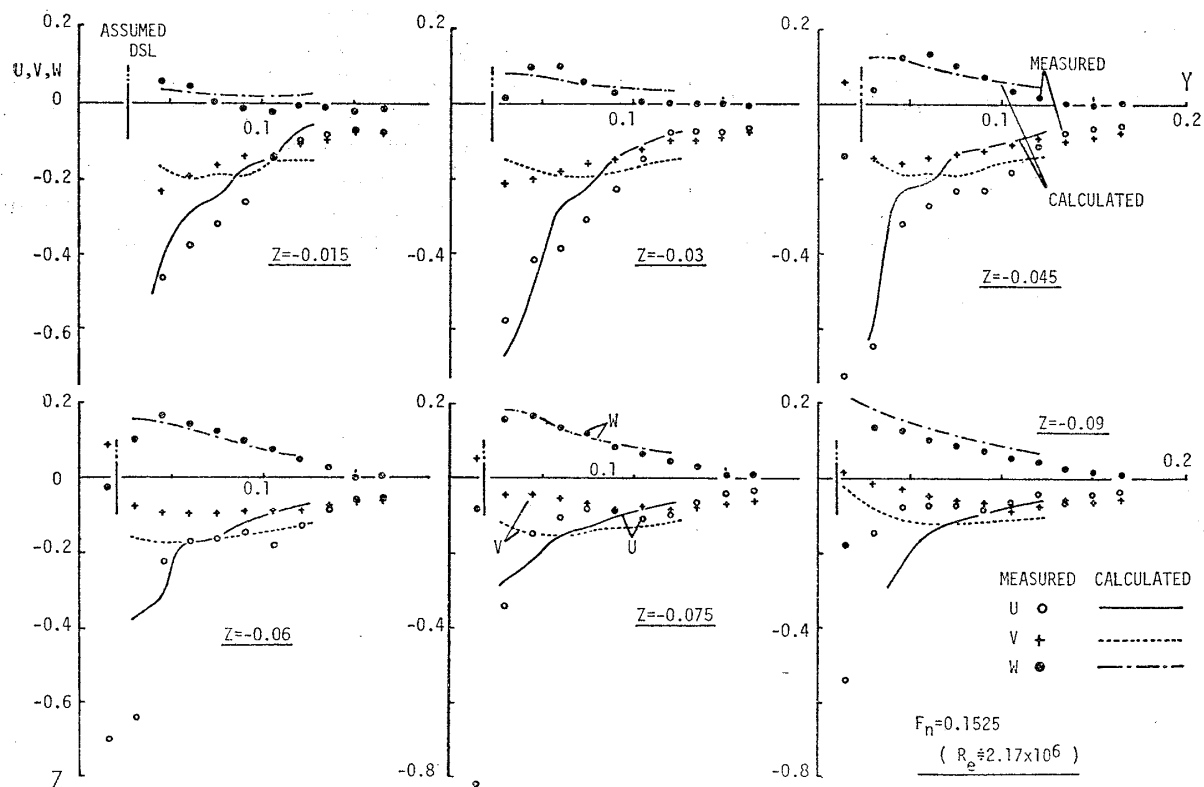 0.2
ASSUMED
DSL
U,V,W
0
0.1
-0.2
-0.4
-0.6
Z=-0.015
0.2
0
0.1
-0.4
Z=-0.03
0.2
MEASURED
Y
0
0.1
0.2
CALCULATED
-0.4
Z=-0.045
0.2
0
0.1
-0.2
-0.4
-0.6
7
Z=-0.06
0.2
W
0
0.1
V
U
-0.4
-0.8
Z=-0.075
0.2
Z=-0.09
0
0.1
0.2
-0.4
-0.8
MEASURED CALCULATED
U
V
W
Fn=0.1525
( Re≑2.17x10⁶ )